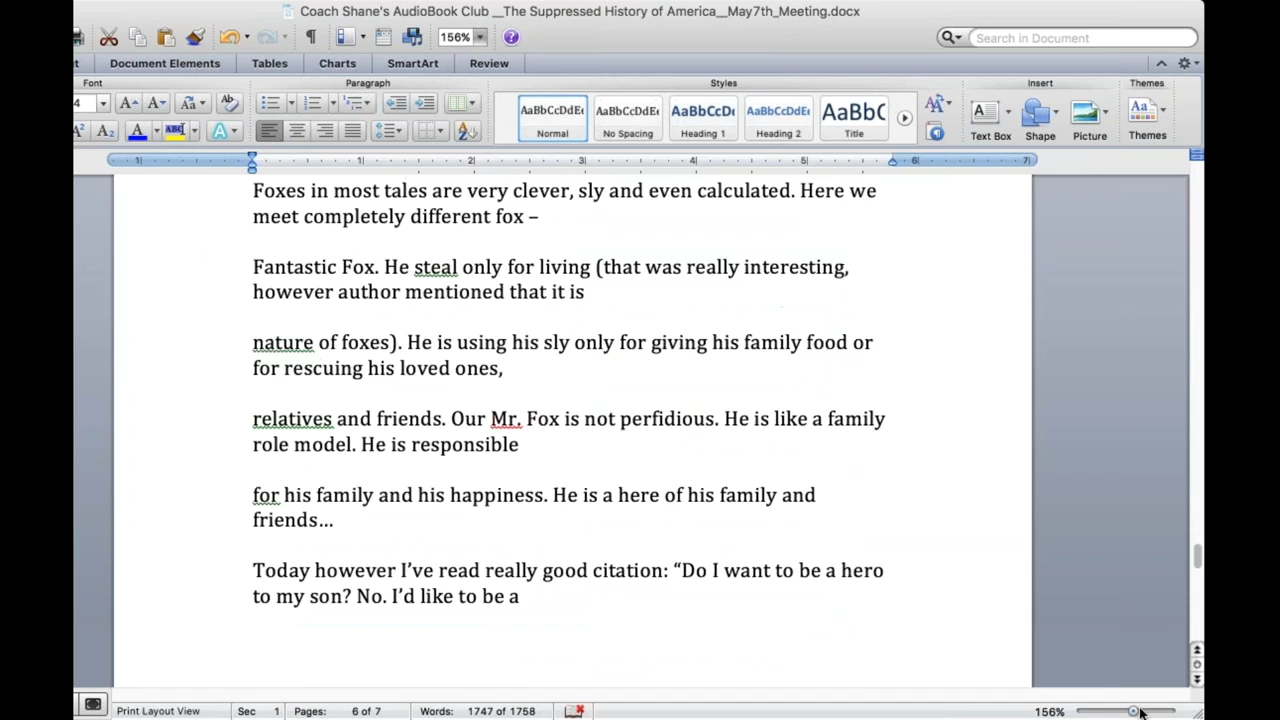 Coach Shane's AudioBook Club __The Suppressed History of America__May7th_Meeting.docx
156%
Search in Document
Document Elements
Tables
Charts
SmartArt
Review
Font
Paragraph
Styles
Insert
Themes
AaBbCcDdEe
Normal
AaBbCcDdEe
No Spacing
AaBbCcDc
Heading 1
AaBbCcDdEe
Heading 2
AaBbC
Title
Text Box
Shape
Picture
Themes
Foxes in most tales are very clever, sly and even calculated. Here we
meet completely different fox –
Fantastic Fox. He steal only for living (that was really interesting,
however author mentioned that it is
nature of foxes). He is using his sly only for giving his family food or
for rescuing his loved ones,
relatives and friends. Our Mr. Fox is not perfidious. He is like a family
role model. He is responsible
for his family and his happiness. He is a here of his family and
friends…
Today however I’ve read really good citation: “Do I want to be a hero
to my son? No. I’d like to be a
Print Layout View
Sec 1
Pages: 6 of 7
Words: 1747 of 1758
156%